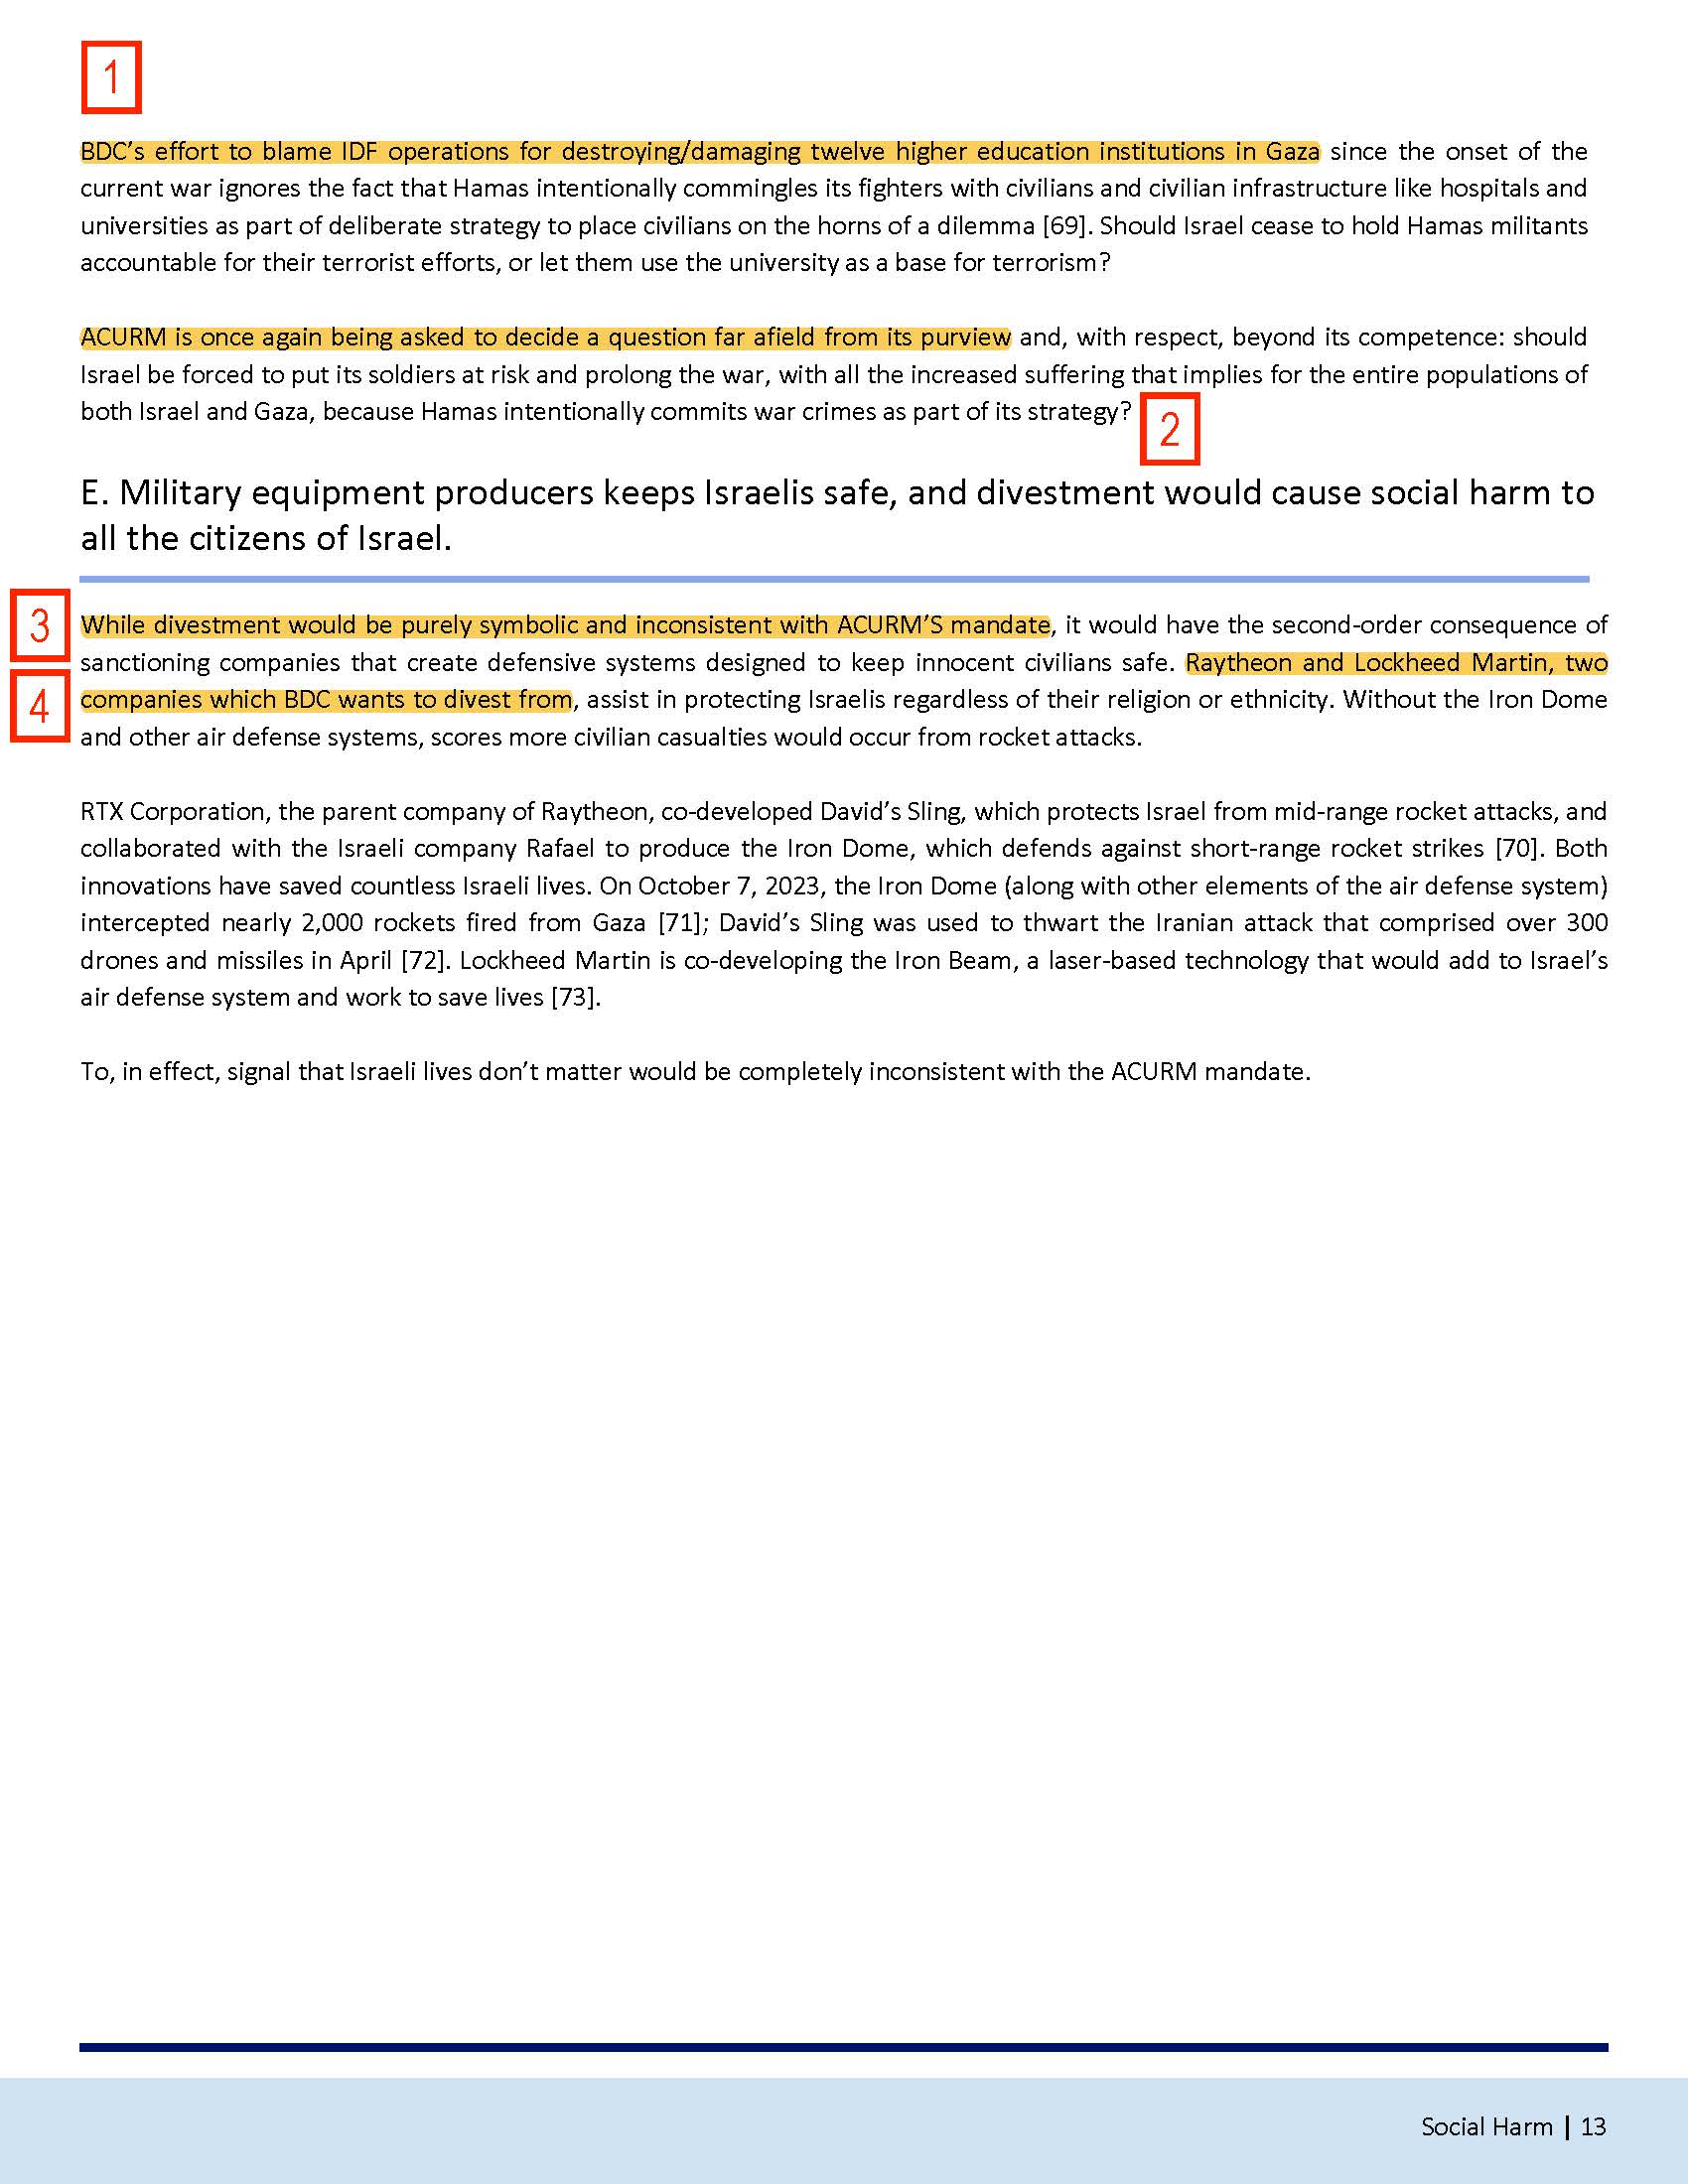 1
BDC’s effort to blame IDF operations for destroying/damaging twelve higher education institutions in Gaza since the onset of the
current war ignores the fact that Hamas intentionally commingles its fighters with civilians and civilian infrastructure like hospitals and
universities as part of deliberate strategy to place civilians on the horns of a dilemma [69]. Should Israel cease to hold Hamas militants
accountable for their terrorist efforts, or let them use the university as a base for terrorism?
ACURM is once again being asked to decide a question far afield from its purview and, with respect, beyond its competence: should
Israel be forced to put its soldiers at risk and prolong the war, with all the increased suffering that implies for the entire populations of
both Israel and Gaza, because Hamas intentionally commits war crimes as part of its strategy?
2
E. Military equipment producers keeps Israelis safe, and divestment would cause social harm to
all the citizens of Israel.
3
While divestment would be purely symbolic and inconsistent with ACURM’S mandate, it would have the second-order consequence of
sanctioning companies that create defensive systems designed to keep innocent civilians safe. Raytheon and Lockheed Martin, two
4
companies which BDC wants to divest from, assist in protecting Israelis regardless of their religion or ethnicity. Without the Iron Dome
and other air defense systems, scores more civilian casualties would occur from rocket attacks.
RTX Corporation, the parent company of Raytheon, co-developed David’s Sling, which protects Israel from mid-range rocket attacks, and
collaborated with the Israeli company Rafael to produce the Iron Dome, which defends against short-range rocket strikes [70]. Both
innovations have saved countless Israeli lives. On October 7, 2023, the Iron Dome (along with other elements of the air defense system)
intercepted nearly 2,000 rockets fired from Gaza [71]; David’s Sling was used to thwart the Iranian attack that comprised over 300
drones and missiles in April [72]. Lockheed Martin is co-developing the Iron Beam, a laser-based technology that would add to Israel’s
air defense system and work to save lives [73].
To, in effect, signal that Israeli lives don’t matter would be completely inconsistent with the ACURM mandate.
Social Harm | 13